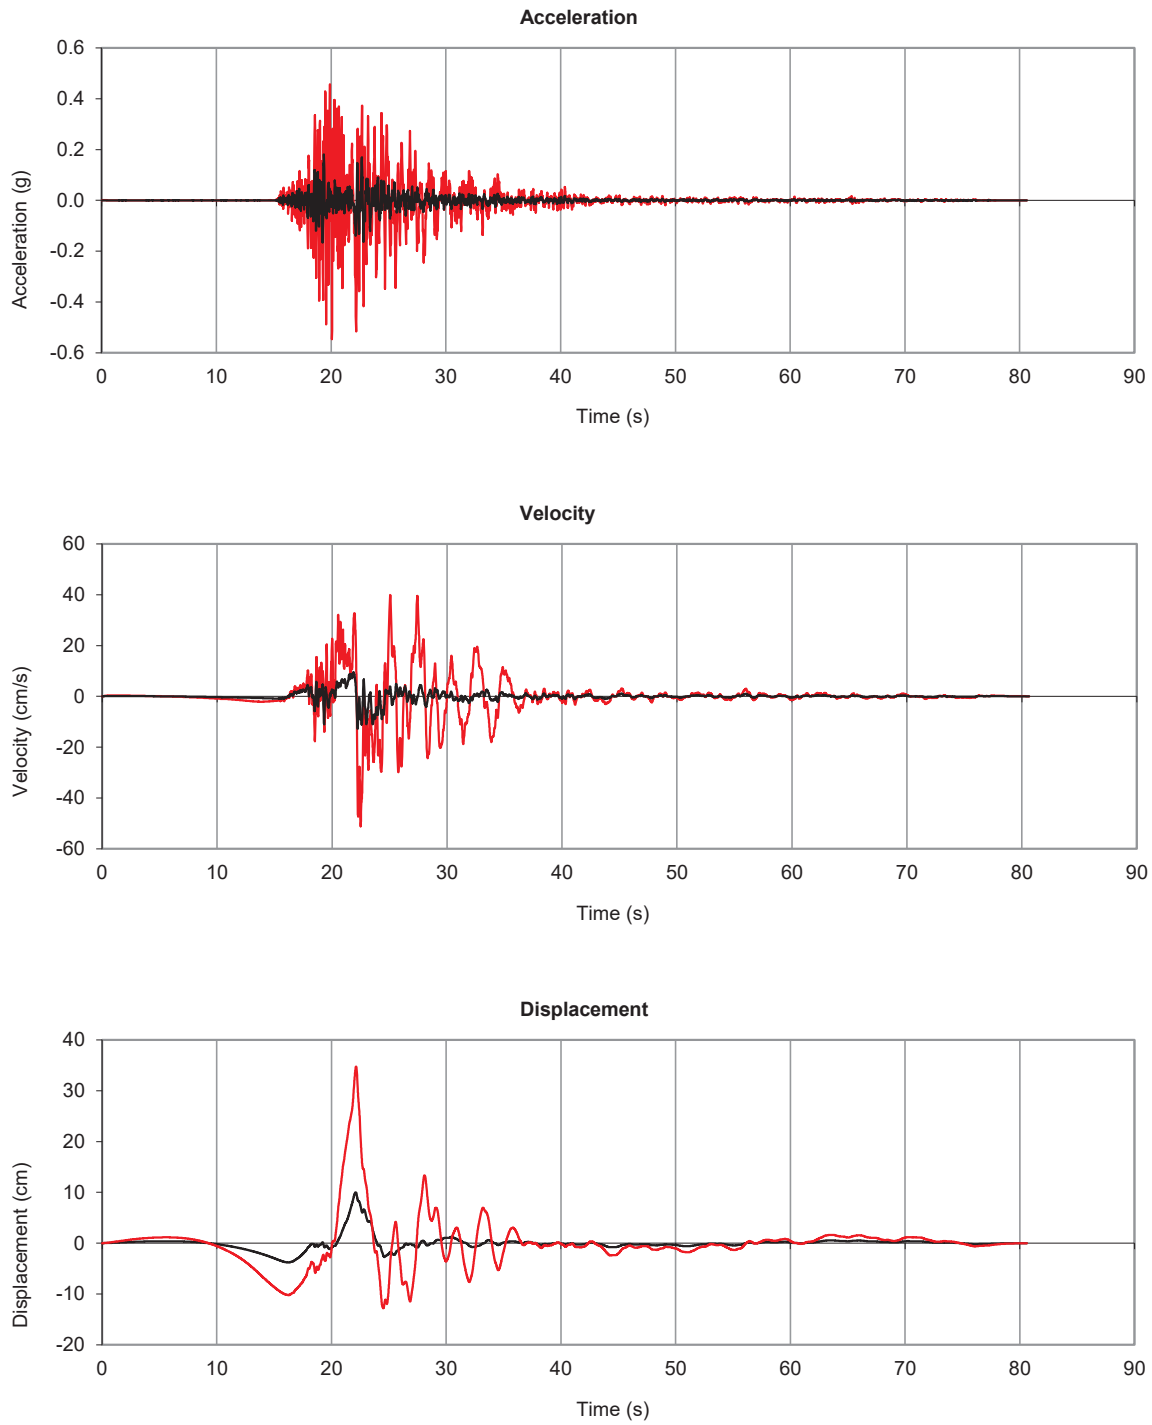 Acceleration
0.6
0.4
0.2
0.0
-0.2
-0.4
-0.6
Acceleration (g)
0 10 20 30 40 50 60 70 80 90
Time (s)
Velocity
60
40
20
0
-20
-40
-60
Velocity (cm/s)
0 10 20 30 40 50 60 70 80 90
Time (s)
Displacement
40
30
20
10
0
-10
-20
Displacement (cm)
0 10 20 30 40 50 60 70 80 90
Time (s)